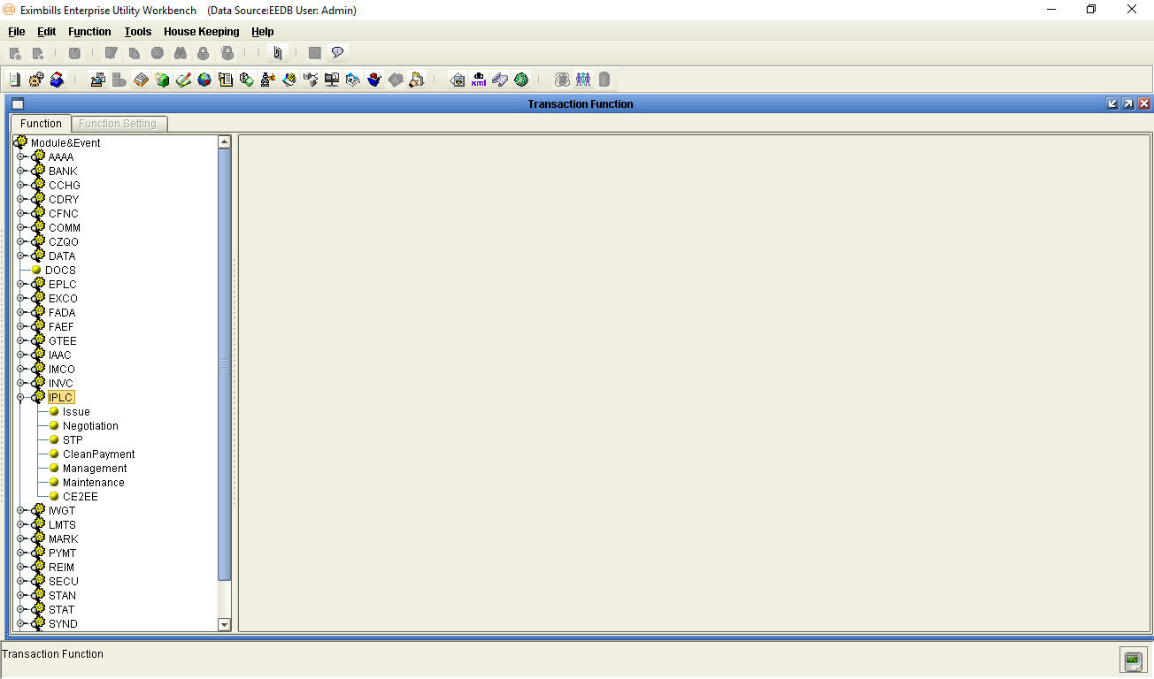 Eximbills Enterprise Utility Workbench (Data Source:EEDB User: Admin)
File Edit Function Tools House Keeping Help
Transaction Function
Function Function Setting
Module&Event
AAAA
BANK
CCHG
CDRY
CFNC
COMM
CZQO
DATA
DOCS
EPLC
EXCO
FADA
FAEF
GTEE
IAAC
IMCO
INVC
IPLC
Issue
Negotiation
STP
CleanPayment
Management
Maintenance
CE2EE
IWGT
LMTS
MARK
PYMT
REIM
SECU
STAN
STAT
SYND
Transaction Function